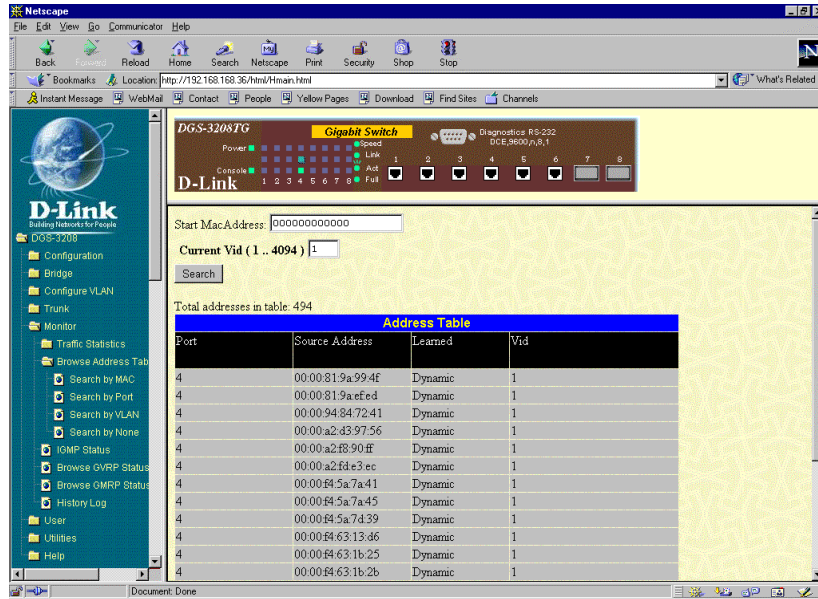 Netscape
File Edit View Go Communicator Help
Back Forward Reload Home Search Netscape Print Security Shop Stop
Bookmarks Location: http://192.168.168.36/html/Hmain.html What's Related
Instant Message WebMail Contact People Yellow Pages Download Find Sites Channels
D-Link
Building Networks for People
DGS-3208
Configuration
Bridge
Configure VLAN
Trunk
Monitor
Traffic Statistics
Browse Address Tab
Search by MAC
Search by Port
Search by VLAN
Search by None
IGMP Status
Browse GVRP Status
Browse GMRP Status
History Log
User
Utilities
Help
DGS-3208TG Gigabit Switch
Diagnostics RS-232
DCE,9600,n,8,1
Power Speed
Link
Console Act
Full
D-Link 1 2 3 4 5 6 7 8
1 2 3 4 5 6 7 8
Start MacAddress: 000000000000
Current Vid ( 1 .. 4094 ) 1
Search
Total addresses in table: 494
Address Table
Port Source Address Learned Vid
4 00:00:81:9a:99:4f Dynamic 1
4 00:00:81:9a:ef:ed Dynamic 1
4 00:00:94:84:72:41 Dynamic 1
4 00:00:a2:d3:97:56 Dynamic 1
4 00:00:a2:f8:90:ff Dynamic 1
4 00:00:a2:fd:e3:ec Dynamic 1
4 00:00:f4:5a:7a:41 Dynamic 1
4 00:00:f4:5a:7a:45 Dynamic 1
4 00:00:f4:5a:7d:39 Dynamic 1
4 00:00:f4:63:13:d6 Dynamic 1
4 00:00:f4:63:1b:25 Dynamic 1
4 00:00:f4:63:1b:2b Dynamic 1
Document: Done